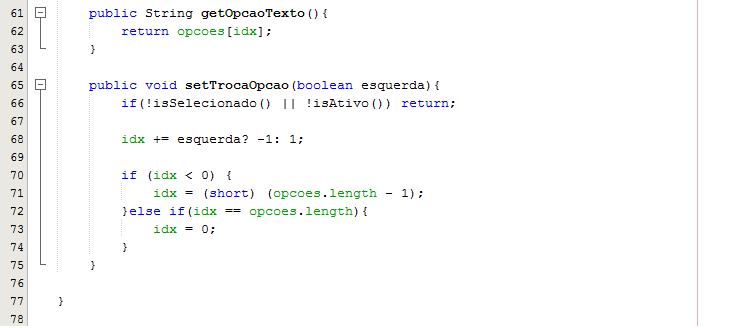 61 public String getOpcaoTexto(){
62 return opcoes[idx];
63 }
64
65 public void setTrocaOpcao(boolean esquerda){
66 if(!isSelecionado() || !isAtivo()) return;
67
68 idx += esquerda? -1: 1;
69
70 if (idx < 0) {
71 idx = (short) (opcoes.length - 1);
72 }else if(idx == opcoes.length){
73 idx = 0;
74 }
75 }
76
77 }
78